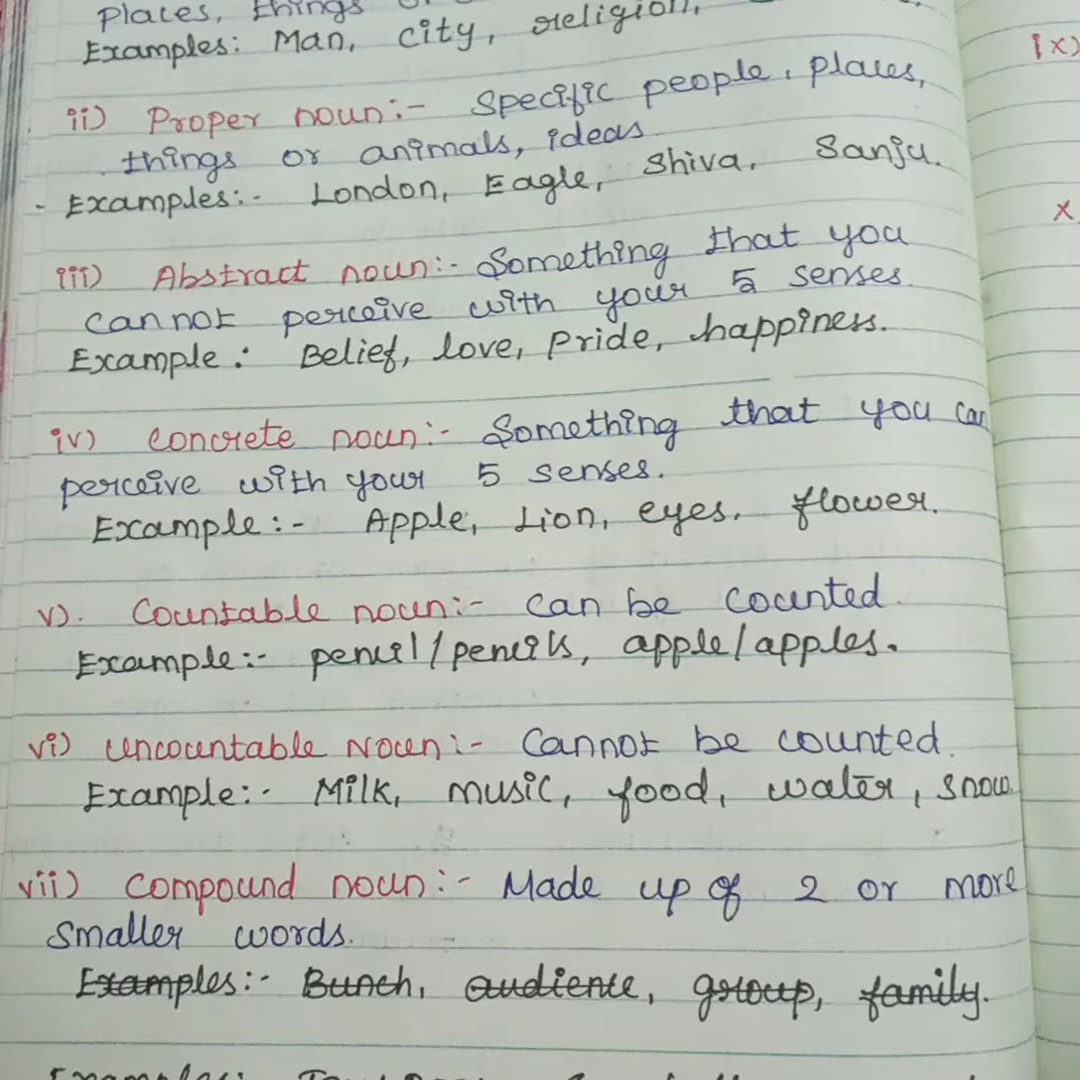 places, things
Examples: Man, city, religion,
ix)
ii) Proper noun:- Specific people, places,
things or animals, ideas
- Examples:- London, Eagle, Shiva, Sanju.
x
iii) Abstract noun:- Something that you
cannot perceive with your 5 senses.
Example: Belief, love, Pride, happiness.
iv) concrete noun:- Something that you can
perceive with your 5 senses.
Example:- Apple, Lion, eyes, flower.
v). Countable noun:- can be counted.
Example:- pencil/pencils, apple/apples.
vi) uncountable Noun:- Cannot be counted.
Example:- Milk, music, food, water, snow.
vii) compound noun:- Made up of 2 or more
smaller words.
Examples:- Bunch, audience, group, family.
Examples: